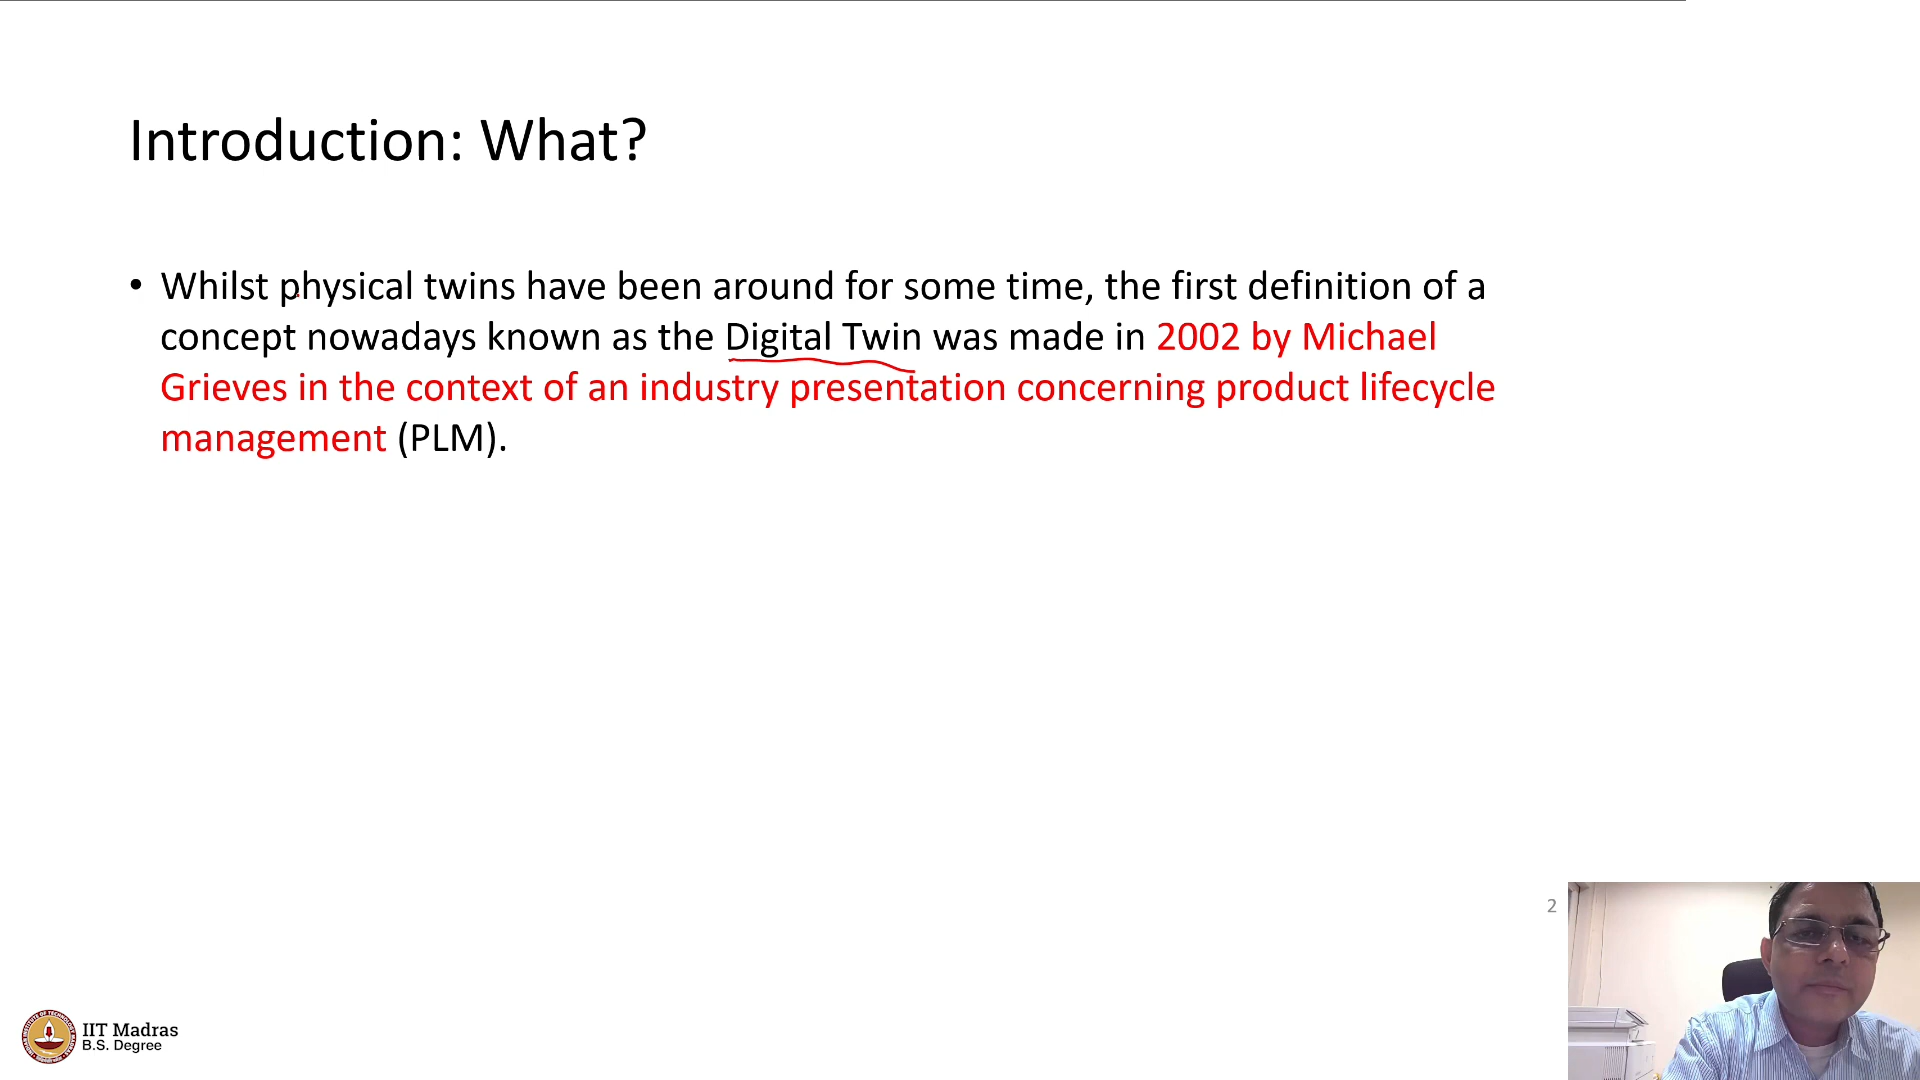 Introduction: What?
• Whilst physical twins have been around for some time, the first definition of a
concept nowadays known as the Digital Twin was made in 2002 by Michael
Grieves in the context of an industry presentation concerning product lifecycle
management (PLM).
2
IIT Madras
B.S. Degree